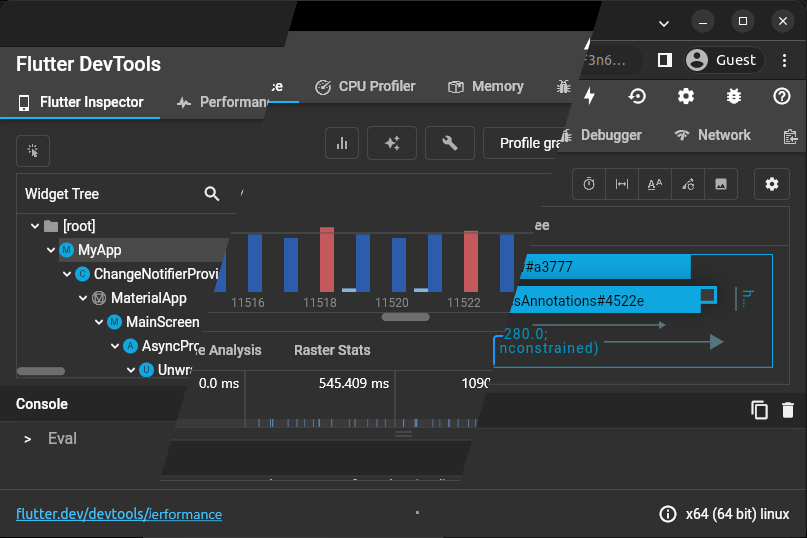 F3n6…
Guest
Flutter DevTools
Flutter Inspector
Performan
ce
CPU Profiler
Memory
Debugger
Network
Profile gra
AA
Widget Tree
ee
[root]
M MyApp
C ChangeNotifierProvi
M MaterialApp
M MainScreen
A AsyncPro
U Unwr
11516 11518 11520 11522
#a3777
sAnnotations#4522e
280.0;
nconstrained)
h…
e Analysis
Raster Stats
0.0 ms
545.409 ms
1090
Console
> Eval
flutter.dev/devtools/ierformance
x64 (64 bit) linux